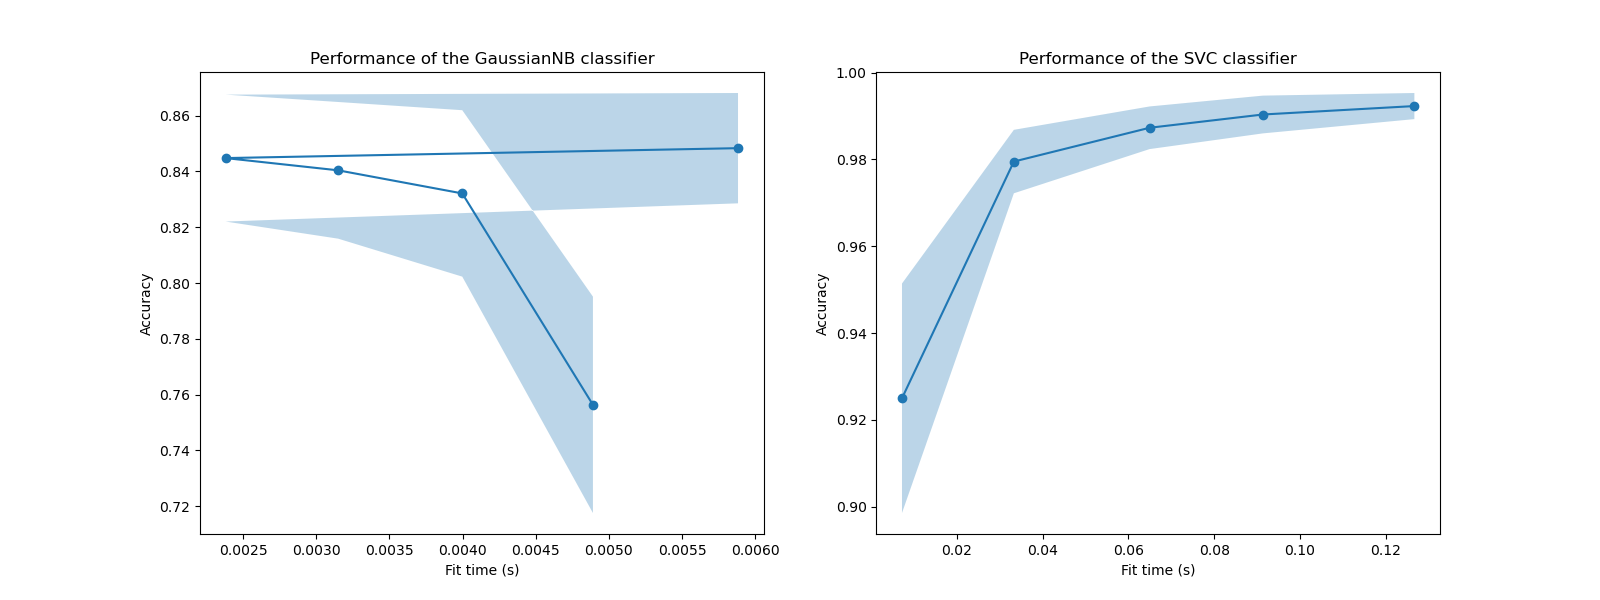 Performance of the GaussianNB classifier
0.86
0.84
0.82
0.80
0.78
0.76
0.74
0.72
Accuracy
0.0025 0.0030 0.0035 0.0040 0.0045 0.0050 0.0055 0.0060
Fit time (s)
Performance of the SVC classifier
1.00
0.98
0.96
0.94
0.92
0.90
Accuracy
0.02 0.04 0.06 0.08 0.10 0.12
Fit time (s)